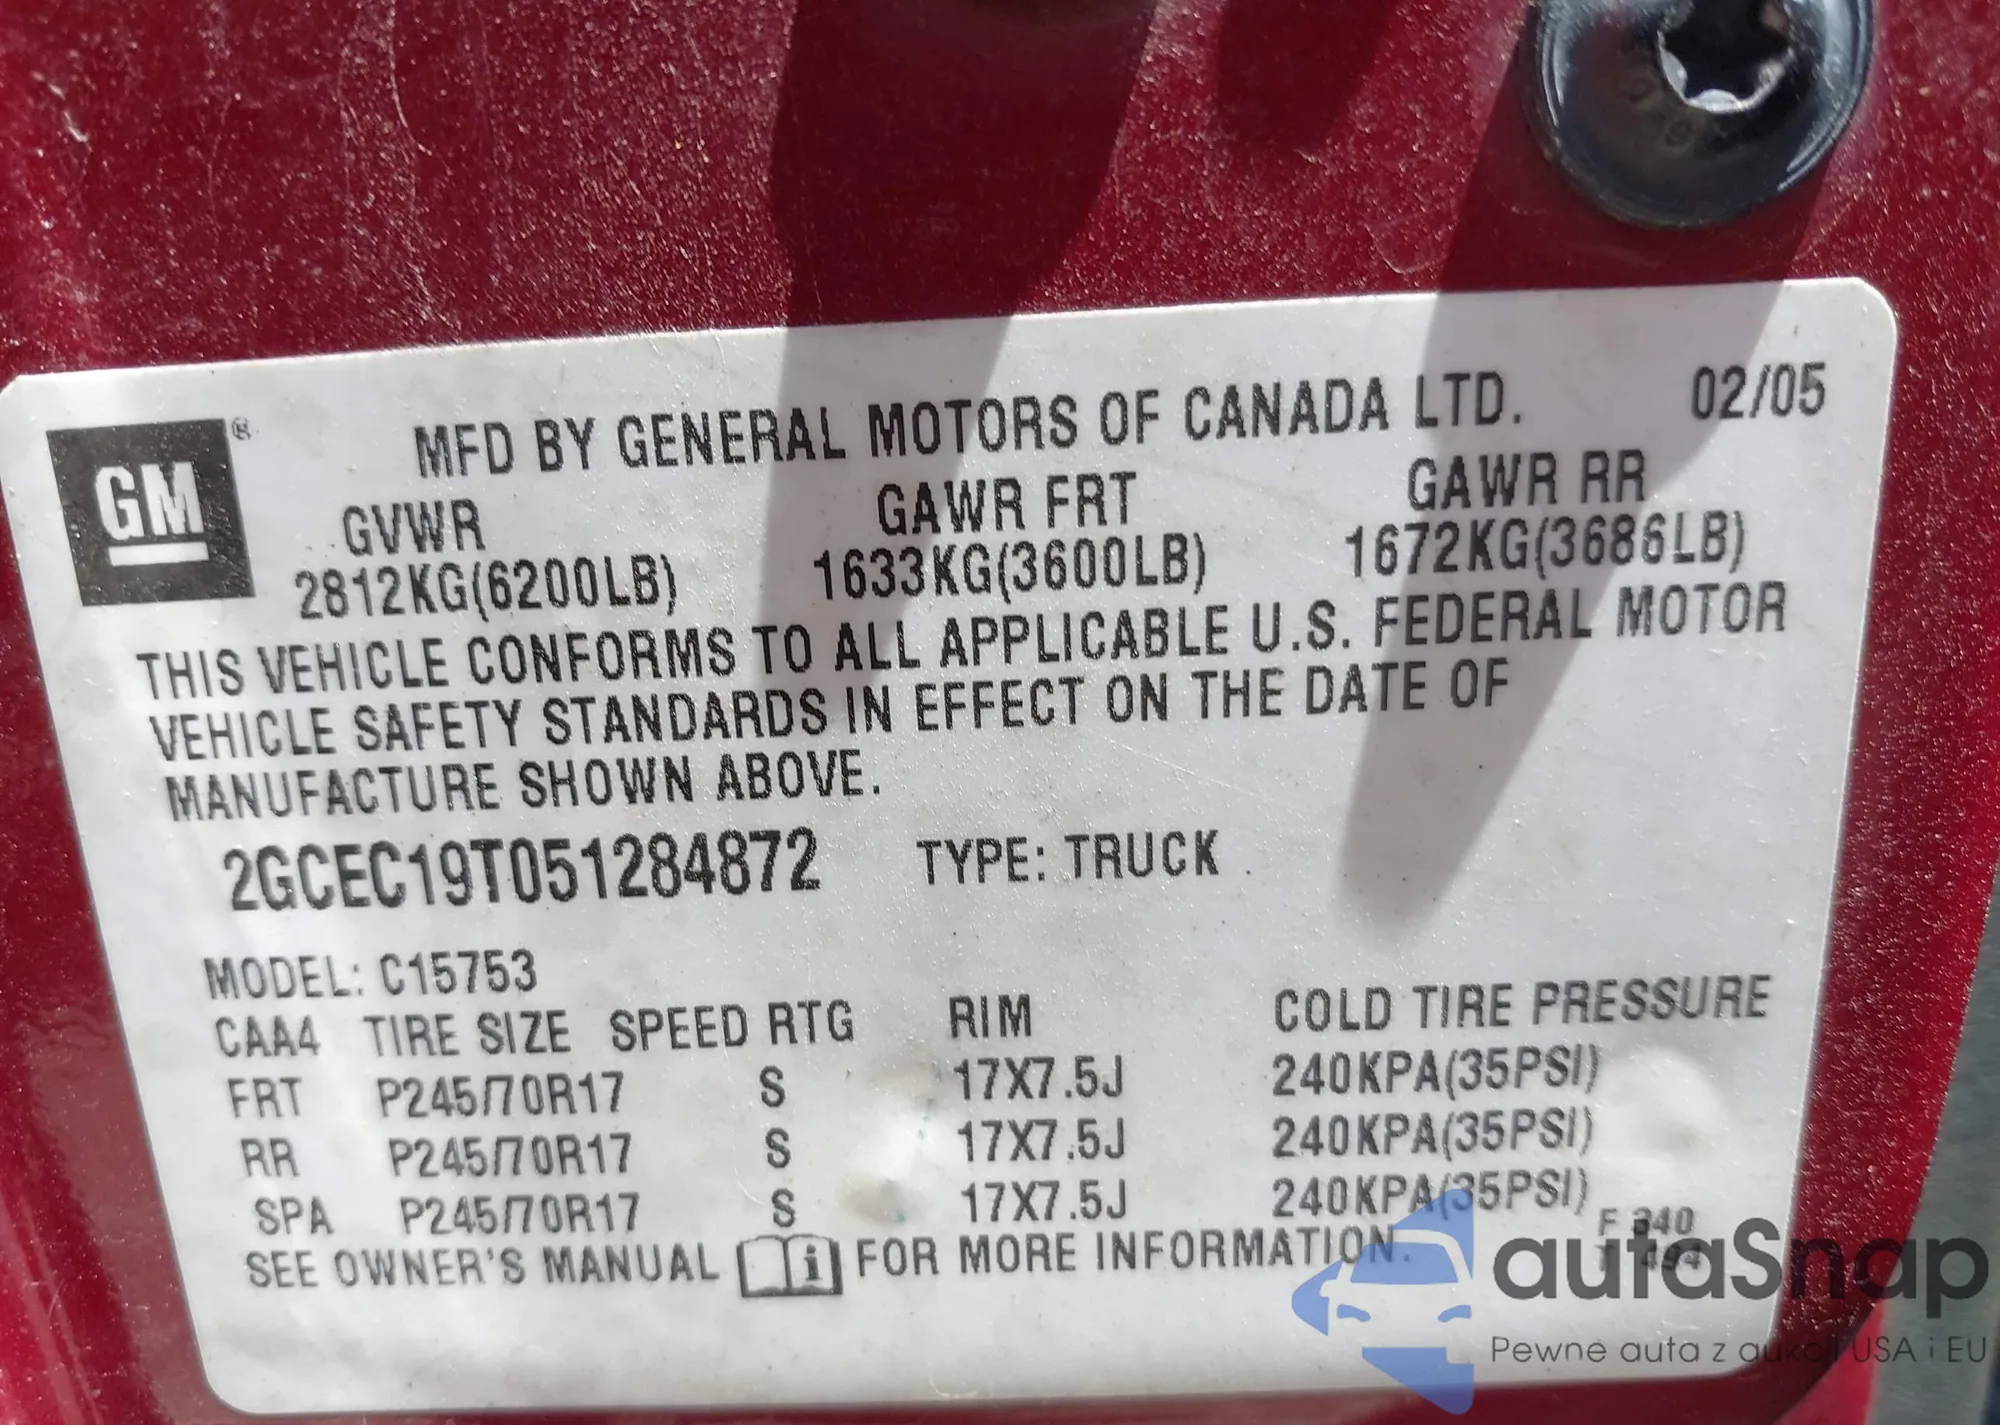 GM ® MFD BY GENERAL MOTORS OF CANADA LTD. 02/05
GVWR GAWR FRT GAWR RR
2812KG(6200LB) 1633KG(3600LB) 1672KG(3686LB)
THIS VEHICLE CONFORMS TO ALL APPLICABLE U.S. FEDERAL MOTOR
VEHICLE SAFETY STANDARDS IN EFFECT ON THE DATE OF
MANUFACTURE SHOWN ABOVE.
2GCEC19T051284872 TYPE: TRUCK
MODEL: C15753
CAA4 TIRE SIZE SPEED RTG RIM COLD TIRE PRESSURE
FRT P245/70R17 S 17X7.5J 240KPA(35PSI)
RR P245/70R17 S 17X7.5J 240KPA(35PSI)
SPA P245/70R17 S 17X7.5J 240KPA(35PSI)
SEE OWNER'S MANUAL i FOR MORE INFORMATION.
F 340
T 494
autaSnap
Pewne auta z aukcji USA i EU